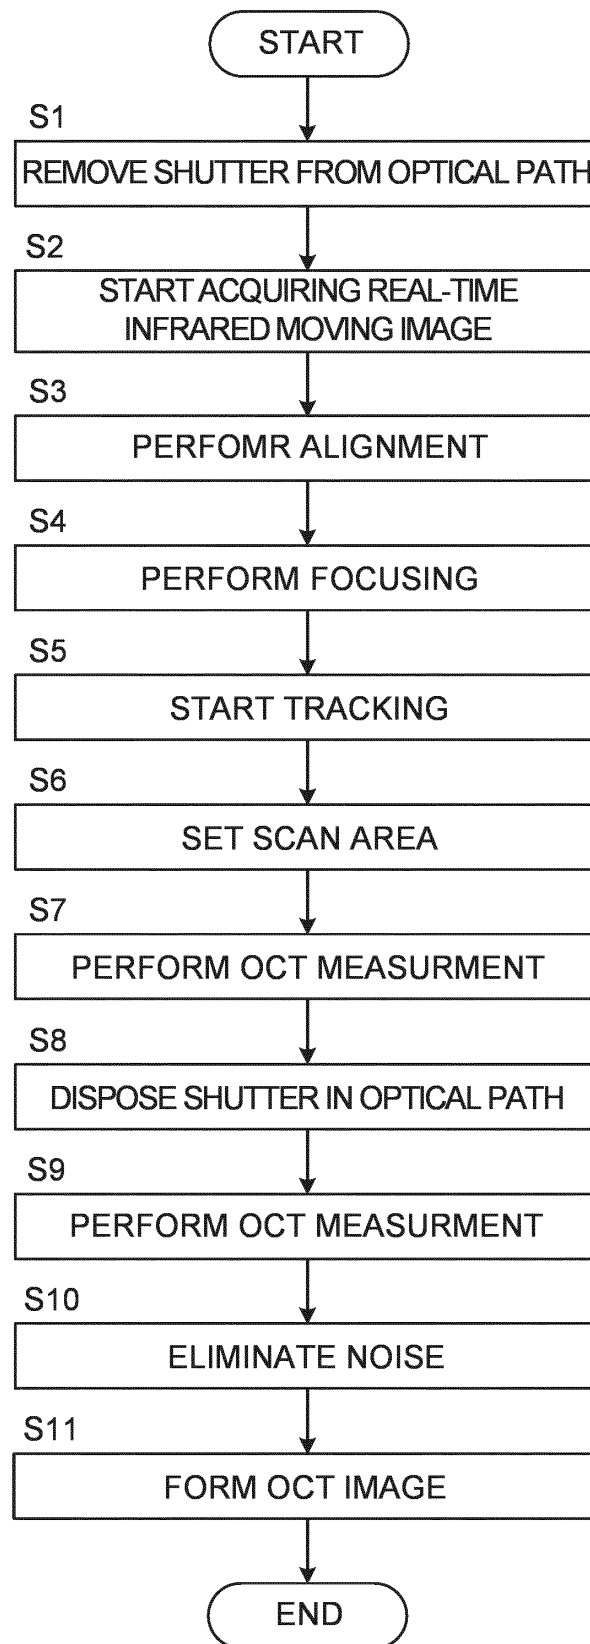 START
S1
REMOVE SHUTTER FROM OPTICAL PATH
S2
START ACQUIRING REAL-TIME
INFRARED MOVING IMAGE
S3
PERFOMR ALIGNMENT
S4
PERFORM FOCUSING
S5
START TRACKING
S6
SET SCAN AREA
S7
PERFORM OCT MEASURMENT
S8
DISPOSE SHUTTER IN OPTICAL PATH
S9
PERFORM OCT MEASURMENT
S10
ELIMINATE NOISE
S11
FORM OCT IMAGE
END